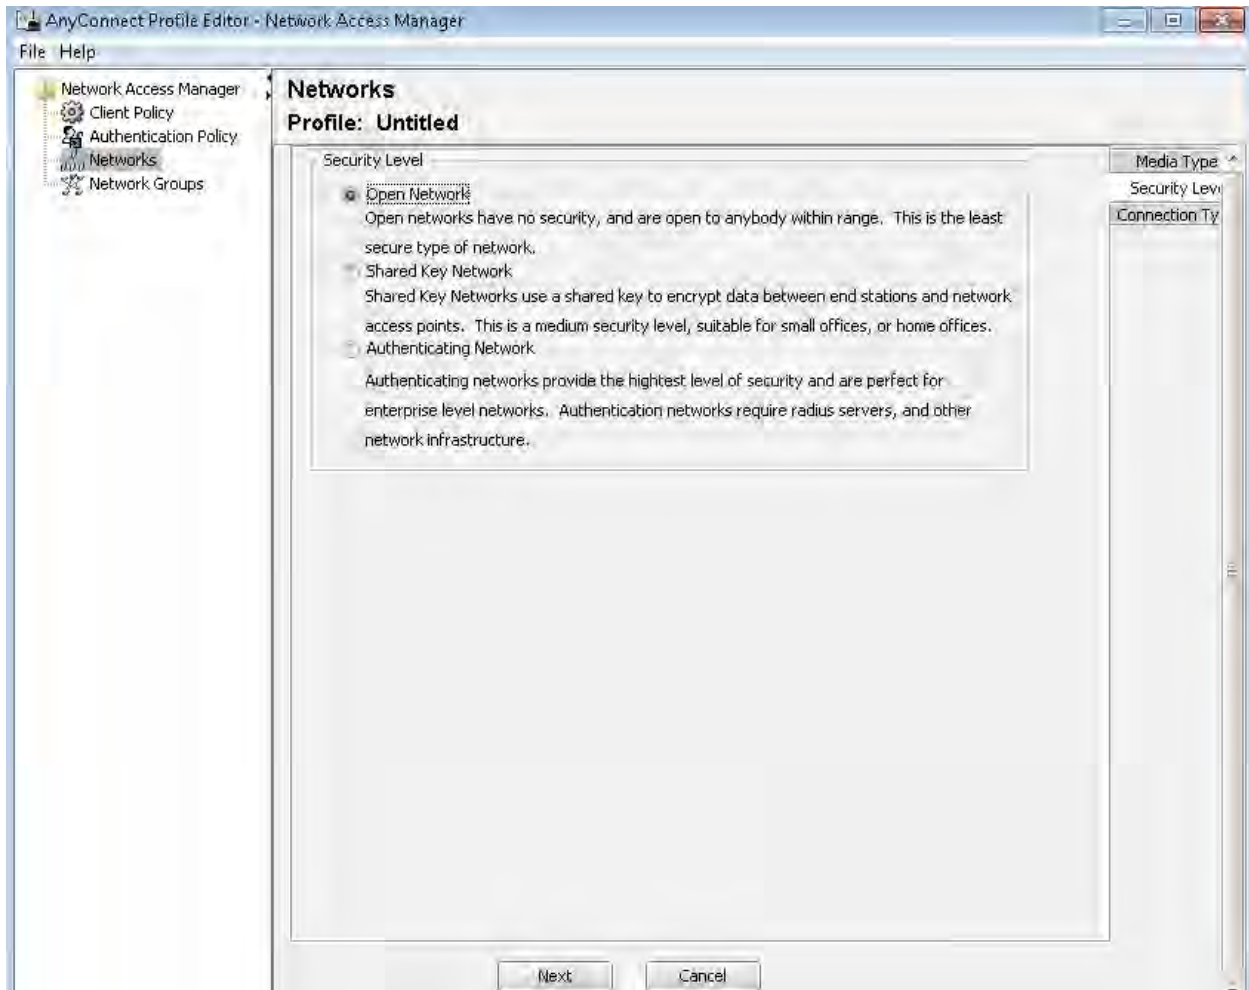 AnyConnect Profile Editor - Network Access Manager
File Help
Network Access Manager
Client Policy
Authentication Policy
Networks
Network Groups
Networks
Profile: Untitled
Security Level
Open Network
Open networks have no security, and are open to anybody within range. This is the least
secure type of network.
Shared Key Network
Shared Key Networks use a shared key to encrypt data between end stations and network
access points. This is a medium security level, suitable for small offices, or home offices.
Authenticating Network
Authenticating networks provide the highest level of security and are perfect for
enterprise level networks. Authentication networks require radius servers, and other
network infrastructure.
Media Type
Security Leve
Connection Ty
Next
Cancel